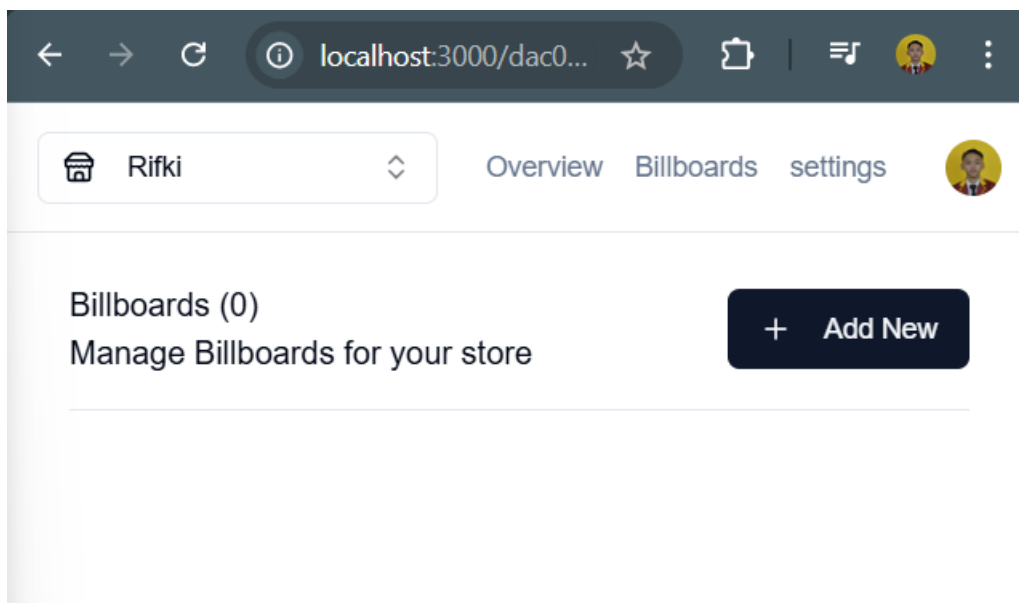 localhost:3000/dac0...
Rifki Overview Billboards settings
Billboards (0)
Manage Billboards for your store
+ Add New